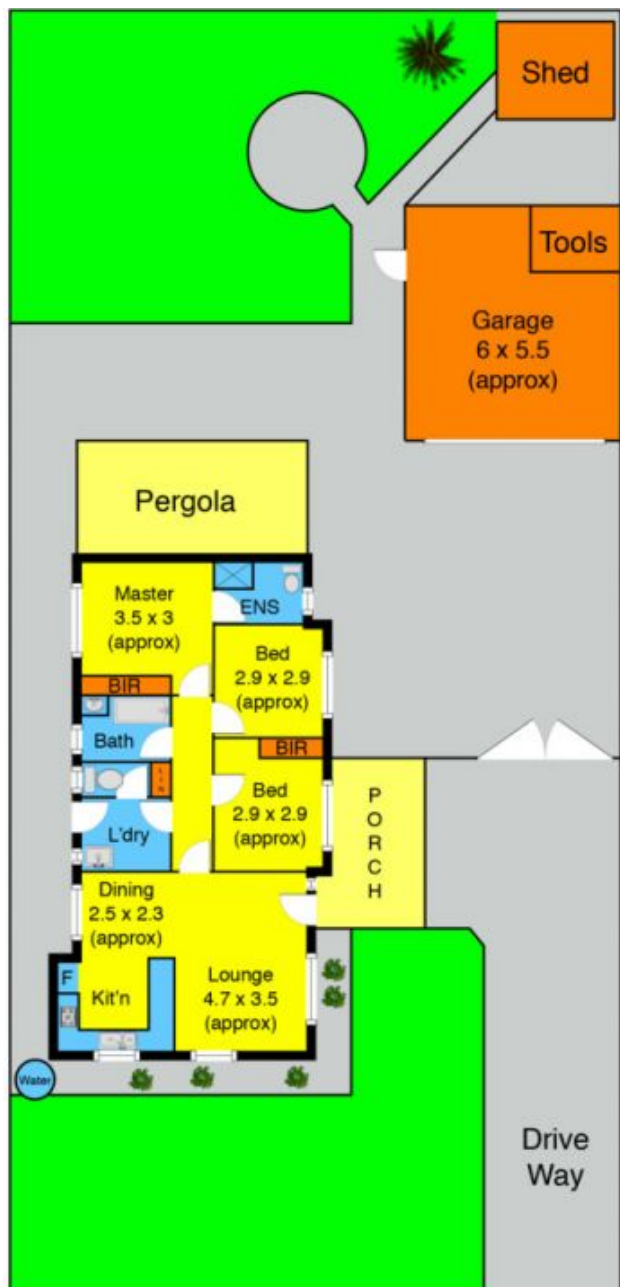 Shed
Tools
Garage
6 x 5.5
(approx)
Pergola
Master
3.5 x 3
(approx)
ENS
Bed
2.9 x 2.9
(approx)
BIR
Bath
BIR
LIN
Bed
2.9 x 2.9
(approx)
PORCH
L'dry
Dining
2.5 x 2.3
(approx)
F
Kit'n
Lounge
4.7 x 3.5
(approx)
Water
Drive
Way